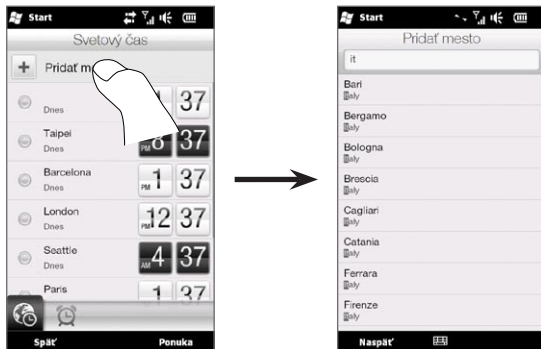 Start
Svetový čas
Pridať m
37
Dnes
Taipei
Dnes
PM 8 37
Barcelona
Dnes
PM 1 37
London
Dnes
PM 12 37
Seattle
Dnes
AM 4 37
Paris
1 37
Späť Ponuka
Start
Pridať mesto
it
Bari
Italy
Bergamo
Italy
Bologna
Italy
Brescia
Italy
Cagliari
Italy
Catania
Italy
Ferrara
Italy
Firenze
Italy
Naspäť